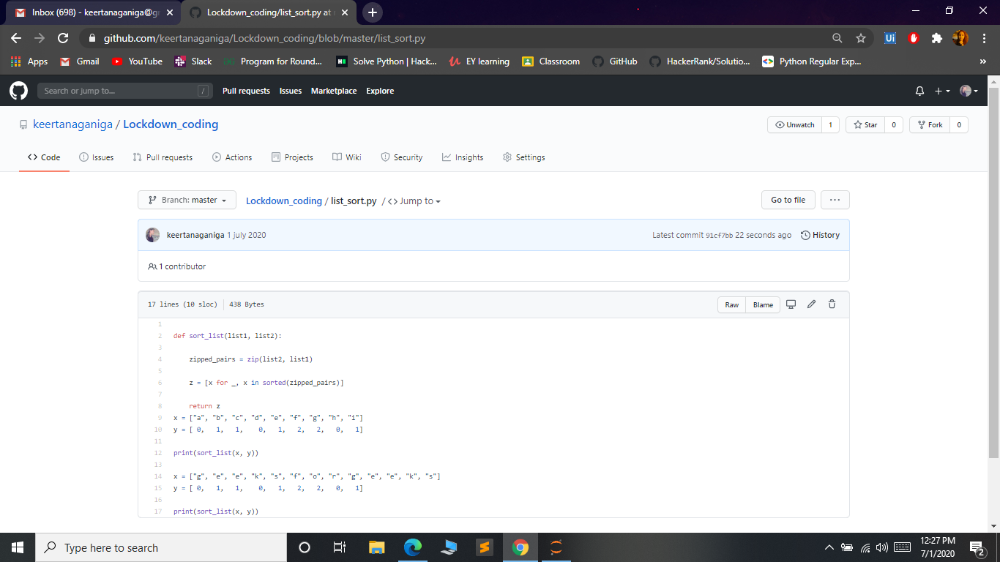 Inbox (698) - keertanaganiga@gr
Lockdown_coding/list_sort.py at
github.com/keertanaganiga/Lockdown_coding/blob/master/list_sort.py
Apps Gmail YouTube Slack Program for Round... Solve Python | Hack... EY learning Classroom GitHub HackerRank/Solutio... Python Regular Exp... »
Search or jump to... / Pull requests Issues Marketplace Explore
keertanaganiga / Lockdown_coding Unwatch 1 Star 0 Fork 0
Code Issues Pull requests Actions Projects Wiki Security Insights Settings
Branch: master Lockdown_coding / list_sort.py / <> Jump to Go to file ...
keertanaganiga 1 july 2020 Latest commit 91cf7bb 22 seconds ago History
1 contributor
17 lines (10 sloc) 438 Bytes Raw Blame
1
2 def sort_list(list1, list2):
3
4 zipped_pairs = zip(list2, list1)
5
6 z = [x for _, x in sorted(zipped_pairs)]
7
8 return z
9 x = ["a", "b", "c", "d", "e", "f", "g", "h", "i"]
10 y = [ 0, 1, 1, 0, 1, 2, 2, 0, 1]
11
12 print(sort_list(x, y))
13
14 x = ["g", "e", "e", "k", "s", "f", "o", "r", "g", "e", "e", "k", "s"]
15 y = [ 0, 1, 1, 0, 1, 2, 2, 0, 1]
16
17 print(sort_list(x, y))
Type here to search
12:27 PM
7/1/2020
2